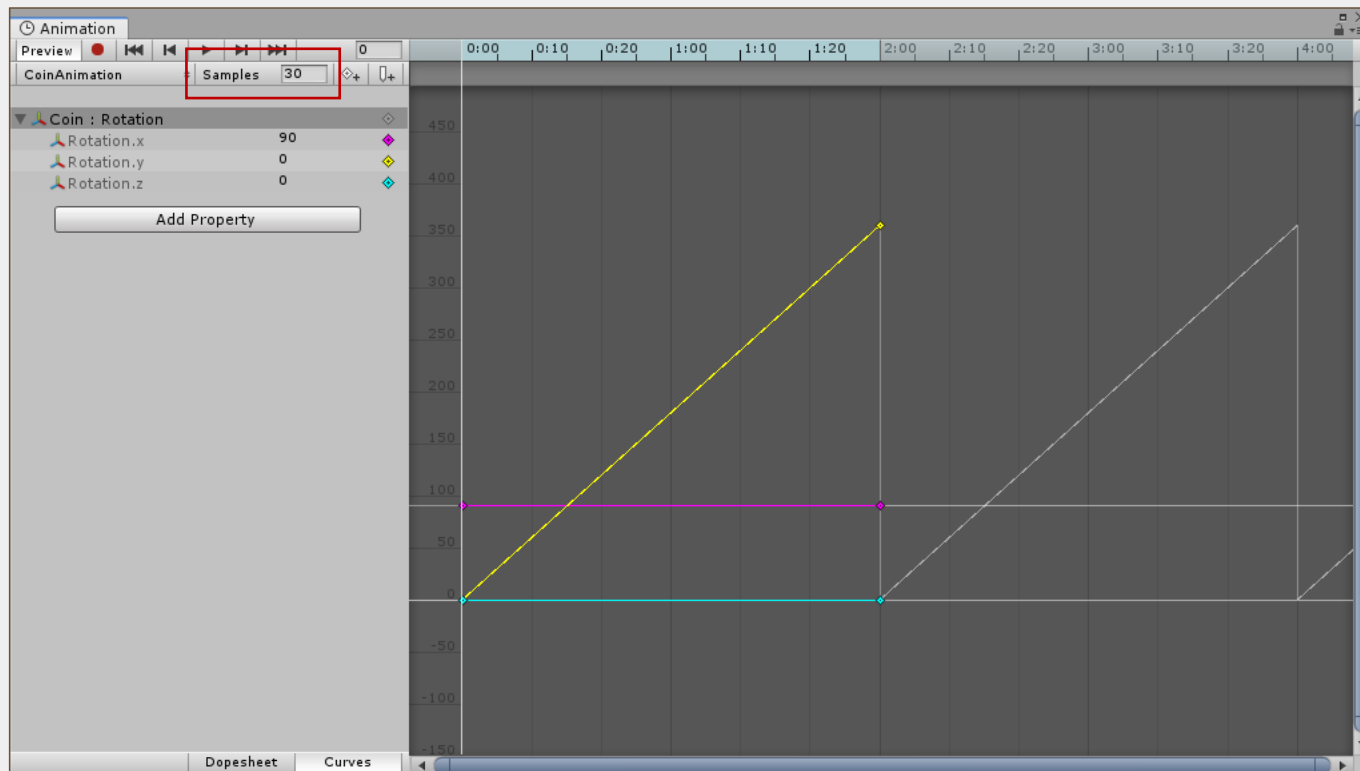 Animation
Preview 0 0:00 0:10 0:20 1:00 1:10 1:20 2:00 2:10 2:20 3:00 3:10 3:20 4:00
CoinAnimation Samples 30
Coin : Rotation
Rotation.x 90
Rotation.y 0
Rotation.z 0
Add Property
450
400
350
300
250
200
150
100
50
0
-50
-100
-150
Dopesheet Curves